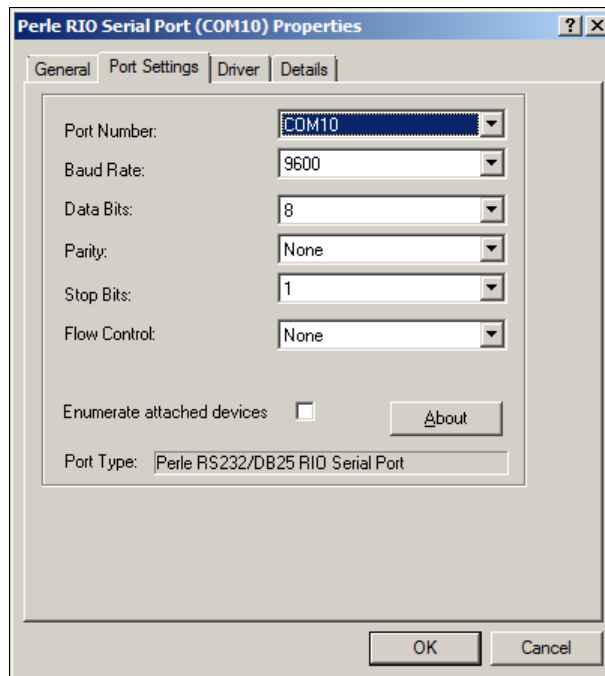 Perle RIO Serial Port (COM10) Properties
General Port Settings Driver Details
Port Number: COM10
Baud Rate: 9600
Data Bits: 8
Parity: None
Stop Bits: 1
Flow Control: None
Enumerate attached devices About
Port Type: Perle RS232/DB25 RIO Serial Port
OK Cancel